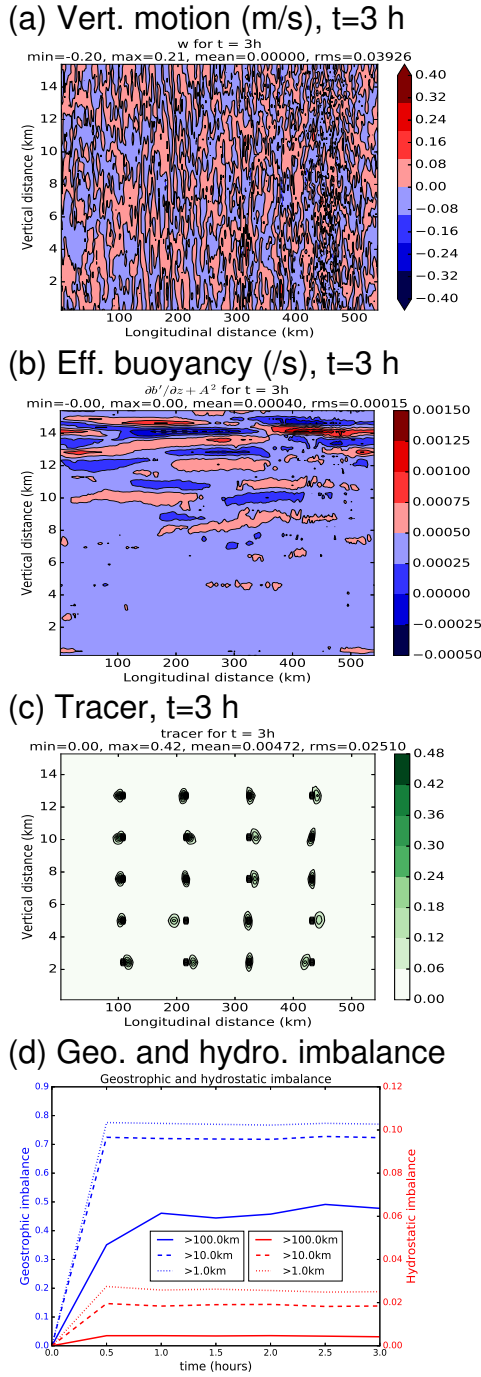 (a) Vert. motion (m/s), t=3 h
w for t = 3h
min=-0.20, max=0.21, mean=0.00000, rms=0.03926
14
12
10
8
6
4
2
Vertical distance (km)
100 200 300 400 500
Longitudinal distance (km)
0.40
0.32
0.24
0.16
0.08
0.00
−0.08
−0.16
−0.24
−0.32
−0.40
(b) Eff. buoyancy (/s), t=3 h
∂b′/∂z + A² for t = 3h
min=-0.00, max=0.00, mean=0.00040, rms=0.00015
14
12
10
8
6
4
2
Vertical distance (km)
100 200 300 400 500
Longitudinal distance (km)
0.00150
0.00125
0.00100
0.00075
0.00050
0.00025
0.00000
−0.00025
−0.00050
(c) Tracer, t=3 h
tracer for t = 3h
min=0.00, max=0.42, mean=0.00472, rms=0.02510
14
12
10
8
6
4
2
Vertical distance (km)
100 200 300 400 500
Longitudinal distance (km)
0.48
0.42
0.36
0.30
0.24
0.18
0.12
0.06
0.00
(d) Geo. and hydro. imbalance
Geostrophic and hydrostatic imbalance
0.9
0.8
0.7
0.6
0.5
0.4
0.3
0.2
0.1
0.0
Geostrophic imbalance
>100.0km
>10.0km
>1.0km
>100.0km
>10.0km
>1.0km
0.12
0.10
0.08
0.06
0.04
0.02
0.00
Hydrostatic imbalance
0.0 0.5 1.0 1.5 2.0 2.5 3.0
time (hours)